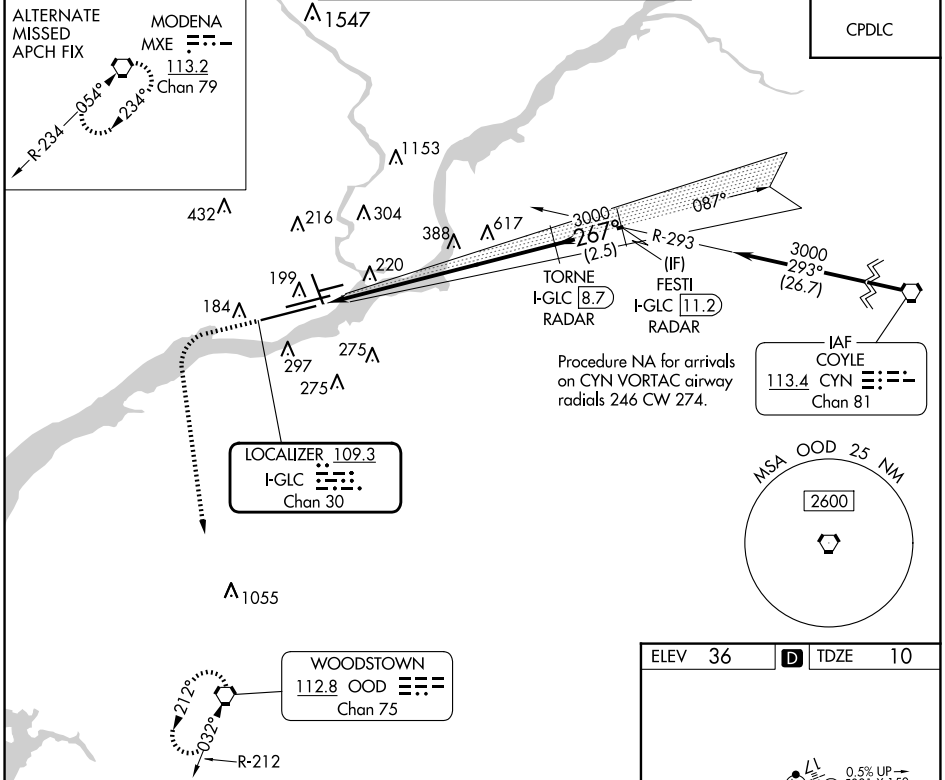 ALTERNATE
MISSED
APCH FIX
MODENA
MXE
113.2
Chan 79
054°
234°
R-234
1547
CPDLC
1153
432
216
304
388
617
199
220
184
297
275
275
3000
267°
(2.5)
087°
R-293
3000
293°
(26.7)
TORNE
I-GLC 8.7
RADAR
(IF)
FESTI
I-GLC 11.2
RADAR
Procedure NA for arrivals
on CYN VORTAC airway
radials 246 CW 274.
IAF
COYLE
113.4 CYN
Chan 81
LOCALIZER 109.3
I-GLC
Chan 30
MSA OOD 25 NM
2600
1055
WOODSTOWN
112.8 OOD
Chan 75
212°
032°
R-212
ELEV 36 D TDZE 10
17
0.5% UP